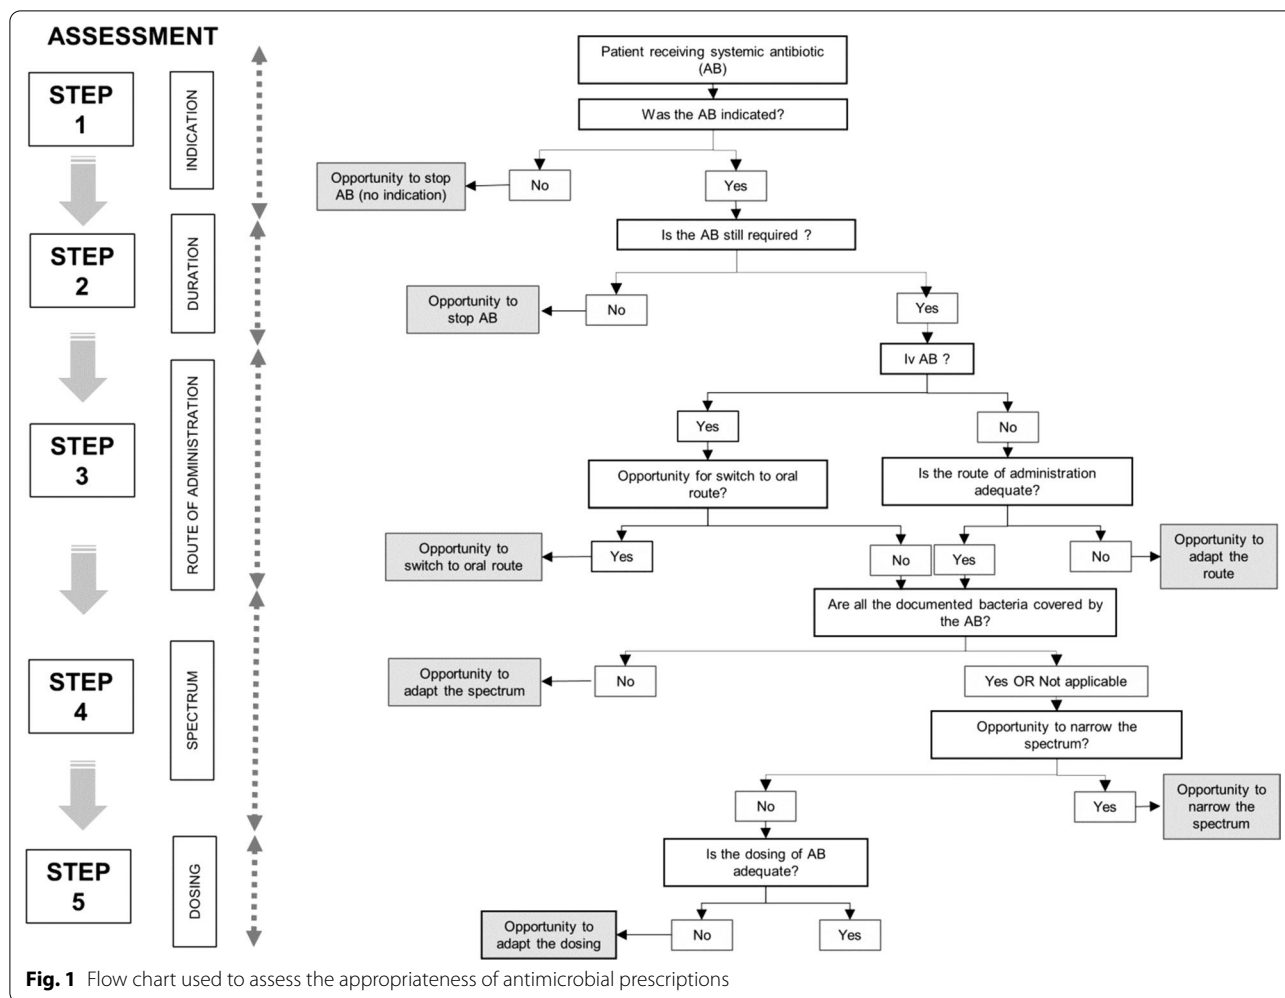 ASSESSMENT
STEP
1
INDICATION
STEP
2
DURATION
STEP
3
ROUTE OF ADMINISTRATION
STEP
4
SPECTRUM
STEP
5
DOSING
Patient receiving systemic antibiotic
(AB)
Was the AB indicated?
Opportunity to stop
AB (no indication)
No
Yes
Is the AB still required ?
Opportunity to
stop AB
No
Yes
Iv AB ?
Yes
No
Opportunity for switch to oral
route?
Is the route of administration
adequate?
Opportunity to
switch to oral route
Yes
No
Yes
No
Opportunity to
adapt the
route
Are all the documented bacteria covered by
the AB?
Opportunity to
adapt the spectrum
No
Yes OR Not applicable
Opportunity to narrow the
spectrum?
No
Yes
Opportunity to
narrow the
spectrum
Is the dosing of AB
adequate?
Opportunity to
adapt the dosing
No
Yes
Fig. 1 Flow chart used to assess the appropriateness of antimicrobial prescriptions